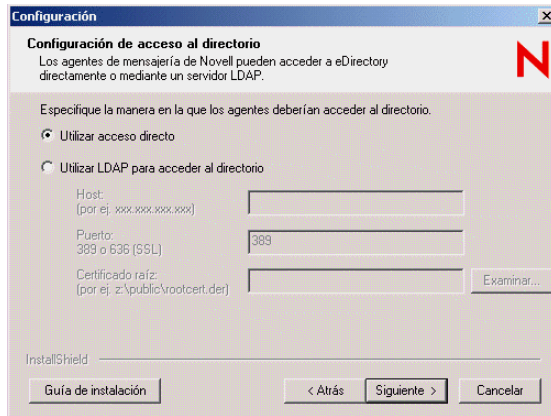 Configuración
Configuración de acceso al directorio
Los agentes de mensajería de Novell pueden acceder a eDirectory
directamente o mediante un servidor LDAP.
N
Especifique la manera en la que los agentes deberían acceder al directorio.
Utilizar acceso directo
Utilizar LDAP para acceder al directorio
Host:
(por ej. xxx.xxx.xxx.xxx)
Puerto:
389 o 636 (SSL)
389
Certificado raíz:
(por ej. z:\public\rootcert.der)
Examinar...
InstallShield
Guía de instalación
< Atrás
Siguiente >
Cancelar